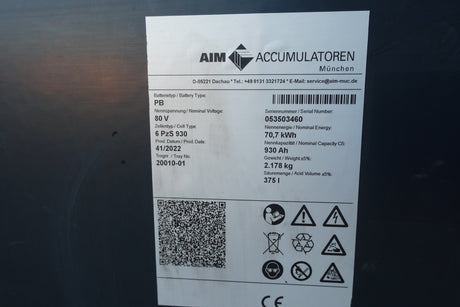 AIM ACCUMULATOREN
München
D-85221 Dachau * Tel.: +49 8131 3321724 * E-Mail: service@aim-muc.de
Batterietyp / Battery Type:
PB
Nennspannung / Nominal Voltage:
80 V
Zellentyp / Cell Type:
6 PzS 930
Prod. Datum / Prod. Date:
41/2022
Trognr. / Tray No.
20010-01
Seriennummer / Serial Number:
053503460
Nennenergie / Nominal Energy:
70,7 kWh
Nennkapazität / Nominal Capacity C5:
930 Ah
Gewicht / Weight ±5%:
2.178 kg
Säuremenge / Acid Volume ±5%:
375 l
Pb
CE